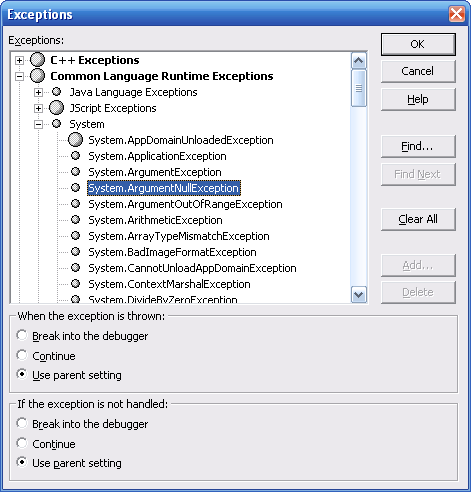 Exceptions
Exceptions:
C++ Exceptions
Common Language Runtime Exceptions
Java Language Exceptions
JScript Exceptions
System
System.AppDomainUnloadedException
System.ApplicationException
System.ArgumentException
System.ArgumentNullException
System.ArgumentOutOfRangeException
System.ArithmeticException
System.ArrayTypeMismatchException
System.BadImageFormatException
System.CannotUnloadAppDomainException
System.ContextMarshalException
System.DivideByZeroException
OK
Cancel
Help
Find...
Find Next
Clear All
Add...
Delete
When the exception is thrown:
Break into the debugger
Continue
Use parent setting
If the exception is not handled:
Break into the debugger
Continue
Use parent setting